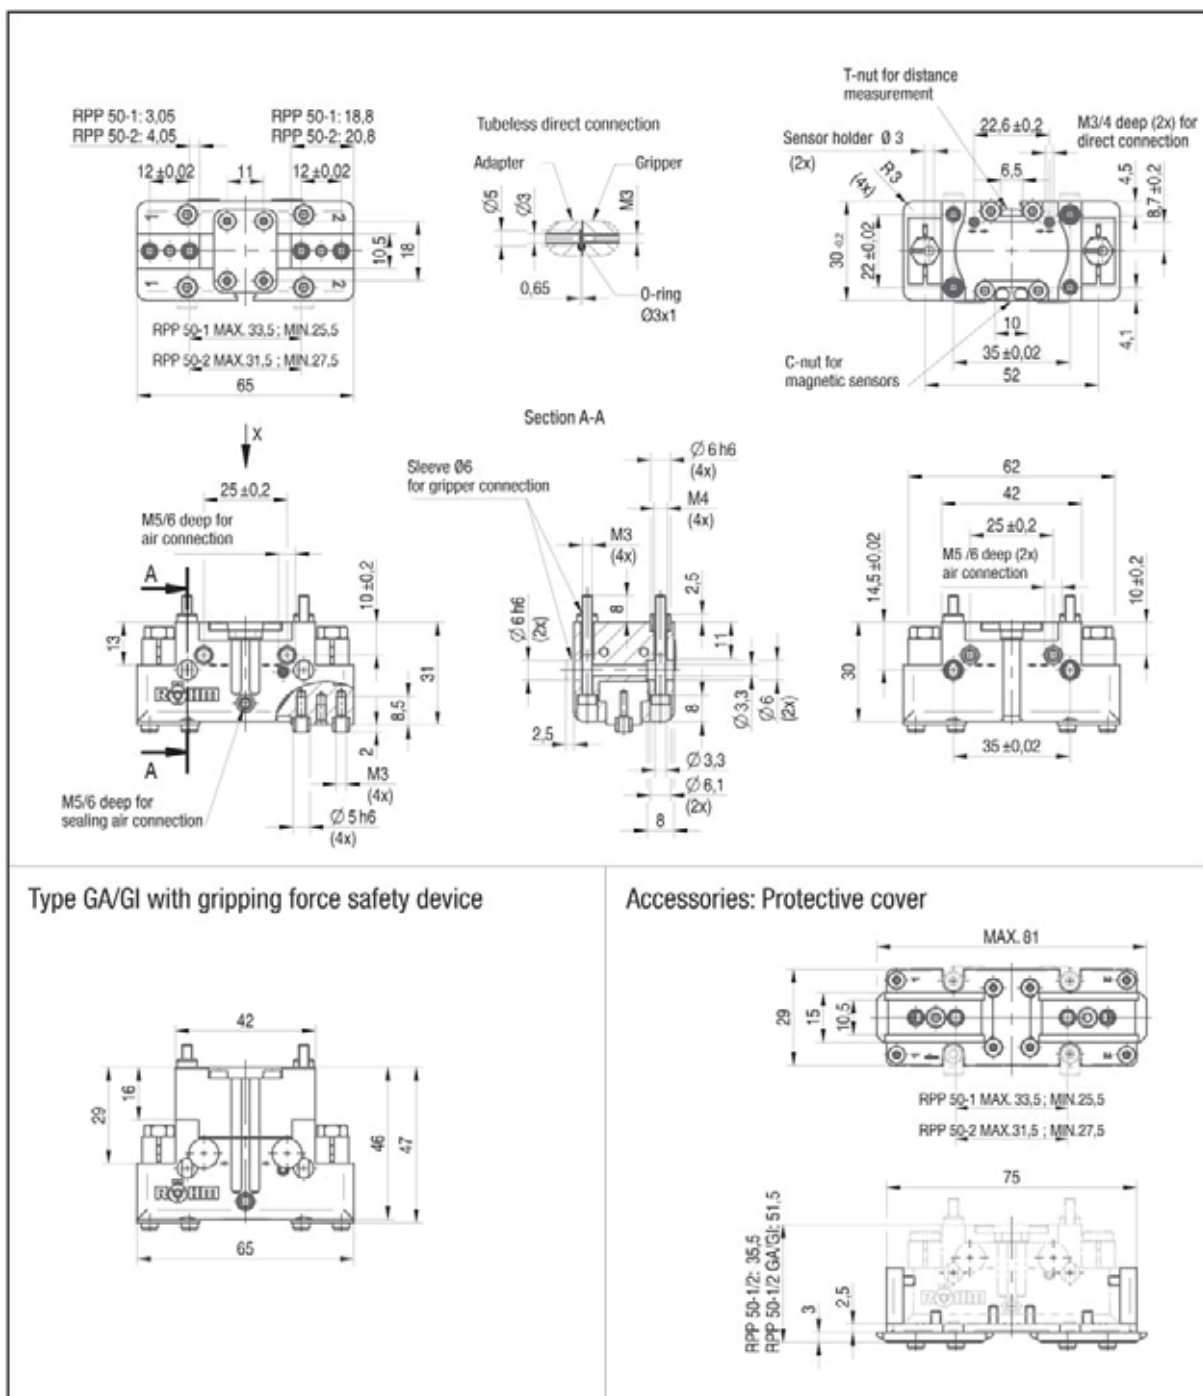 RPP 50-1: 3,05
RPP 50-2: 4,05
RPP 50-1: 18,8
RPP 50-2: 20,8
12 ±0,02
11
12 ±0,02
1
2
1
2
10,5
18
RPP 50-1 MAX. 33,5 ; MIN.25,5
RPP 50-2 MAX.31,5 ; MIN.27,5
65
Tubeless direct connection
Adapter
Gripper
Ø5
Ø3
M3
0,65
O-ring
Ø3x1
T-nut for distance
measurement
Sensor holder Ø 3
(2x)
22,6 ±0,2
M3/4 deep (2x) for
direct connection
R3
(4x)
6,5
4,5
8,7 ±0,2
30 -0,2
22 ±0,02
10
4,1
35 ±0,02
C-nut for
magnetic sensors
52
X
25 ±0,2
M5/6 deep for
air connection
A
10 ±0,2
13
31
RÖHM
8,5
2
A
M3
(4x)
M5/6 deep for
sealing air connection
Ø 5 h6
(4x)
Section A-A
Sleeve Ø6
for gripper connection
Ø 6 h6
(4x)
M4
(4x)
M3
(4x)
8
2,5
Ø 6 h6
(2x)
11
Ø 3,3
Ø 6
(2x)
8
2,5
Ø 3,3
Ø 6,1
(2x)
8
62
42
25 ±0,2
M5 /6 deep (2x)
air connection
14,5 ±0,02
10 ±0,2
30
35 ±0,02
Type GA/GI with gripping force safety device
42
16
29
46
47
RÖHM
65
Accessories: Protective cover
MAX. 81
29
15
10,5
RPP 50-1 MAX. 33,5 ; MIN.25,5
RPP 50-2 MAX.31,5 ; MIN.27,5
75
RPP 50-1/2: 35,5
RPP 50-1/2 GA/GI: 51,5
3
2,5
RÖHM